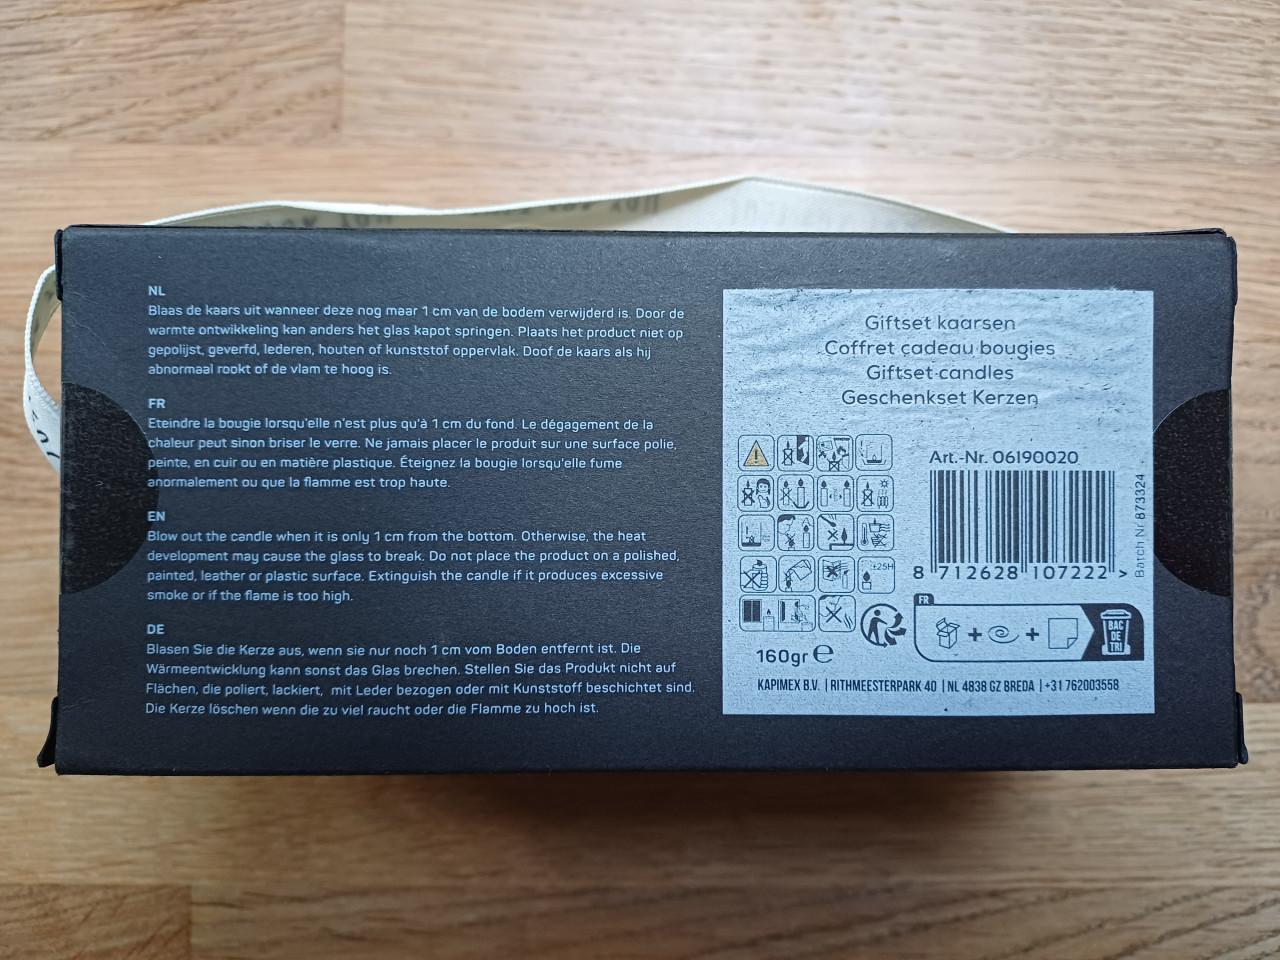 NL
Blaas de kaars uit wanneer deze nog maar 1 cm van de bodem verwijderd is. Door de
warmte ontwikkeling kan anders het glas kapot springen. Plaats het product niet op
gepolijst, geverfd, lederen, houten of kunststof oppervlak. Doof de kaars als hij
abnormaal rookt of de vlam te hoog is.
FR
Eteindre la bougie lorsqu'elle n'est plus qu'à 1 cm du fond. Le dégagement de la
chaleur peut sinon briser le verre. Ne jamais placer le produit sur une surface polie,
peinte, en cuir ou en matière plastique. Éteignez la bougie lorsqu'elle fume
anormalement ou que la flamme est trop haute.
EN
Blow out the candle when it is only 1 cm from the bottom. Otherwise, the heat
development may cause the glass to break. Do not place the product on a polished,
painted, leather or plastic surface. Extinguish the candle if it produces excessive
smoke or if the flame is too high.
DE
Blasen Sie die Kerze aus, wenn sie nur noch 1 cm vom Boden entfernt ist. Die
Wärmeentwicklung kann sonst das Glas brechen. Stellen Sie das Produkt nicht auf
Flächen, die poliert, lackiert, mit Leder bezogen oder mit Kunststoff beschichtet sind.
Die Kerze löschen wenn die zu viel raucht oder die Flamme zu hoch ist.
Giftset kaarsen
Coffret cadeau bougies
Giftset candles
Geschenkset Kerzen
Art.-Nr. 06190020
8 712628 107222 >
Batch Nr 873324
±25H
FR
BAC
DE
TRI
160gr e
KAPIMEX B.V. | RITHMEESTERPARK 40 | NL 4838 GZ BREDA | +31 762003558